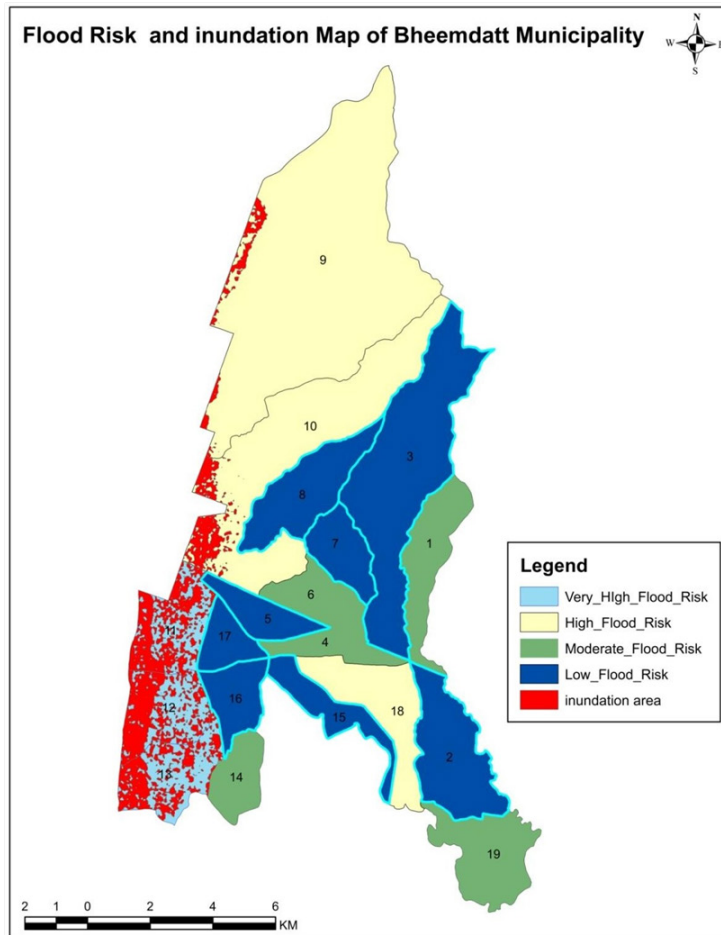 Flood Risk and inundation Map of Bheemdatt Municipality
N
W E
S
9
10
3
8
7
1
6
5
4
17
11
16
12
15
18
2
13
14
19
Legend
Very_HIgh_Flood_Risk
High_Flood_Risk
Moderate_Flood_Risk
Low_Flood_Risk
inundation area
2 1 0 2 4 6
KM